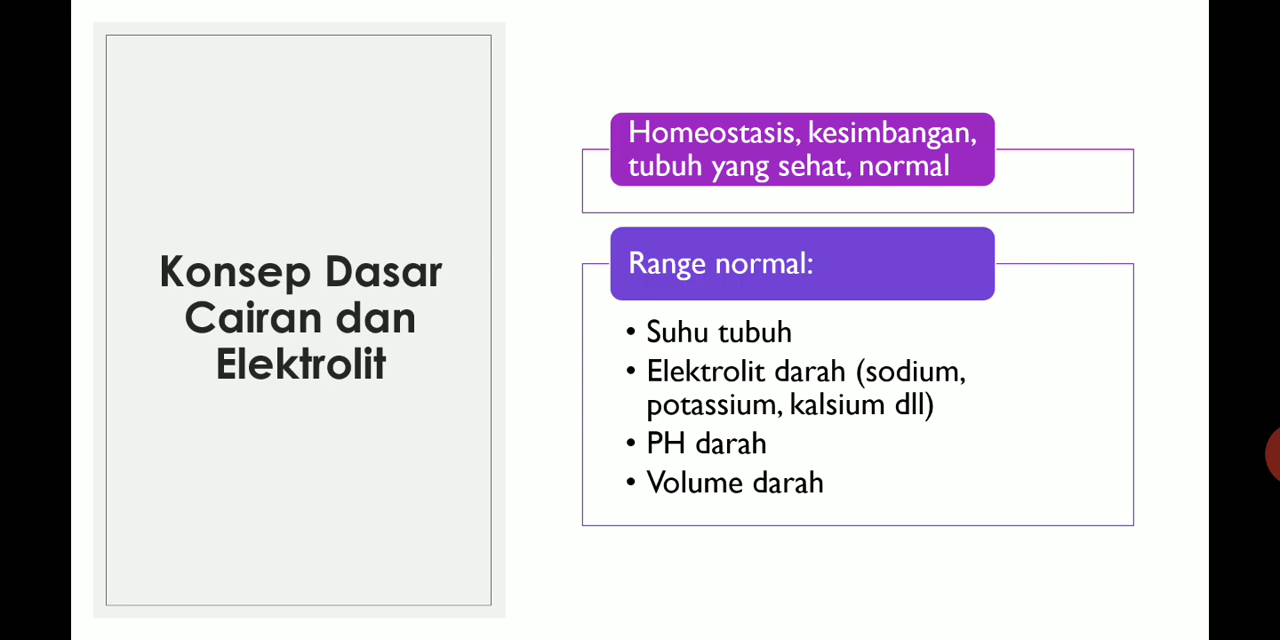 Konsep Dasar
Cairan dan
Elektrolit
Homeostasis, kesimbangan,
tubuh yang sehat, normal
Range normal:
• Suhu tubuh
• Elektrolit darah (sodium,
potassium, kalsium dll)
• PH darah
• Volume darah